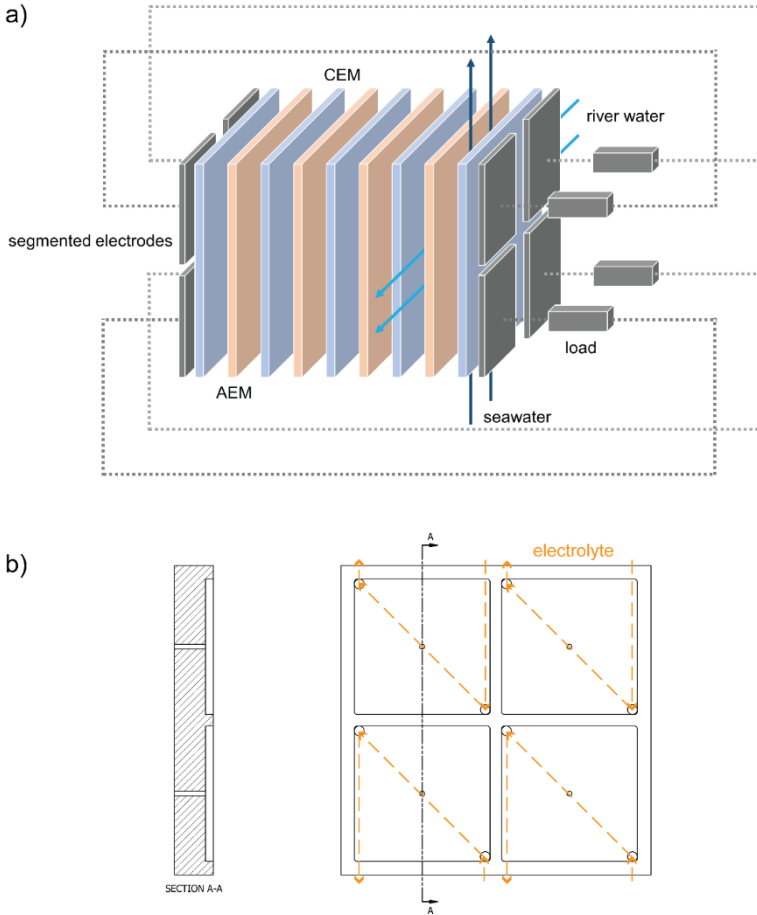 a)
CEM
river water
segmented electrodes
load
AEM
seawater
b)
A
electrolyte
A
SECTION A-A